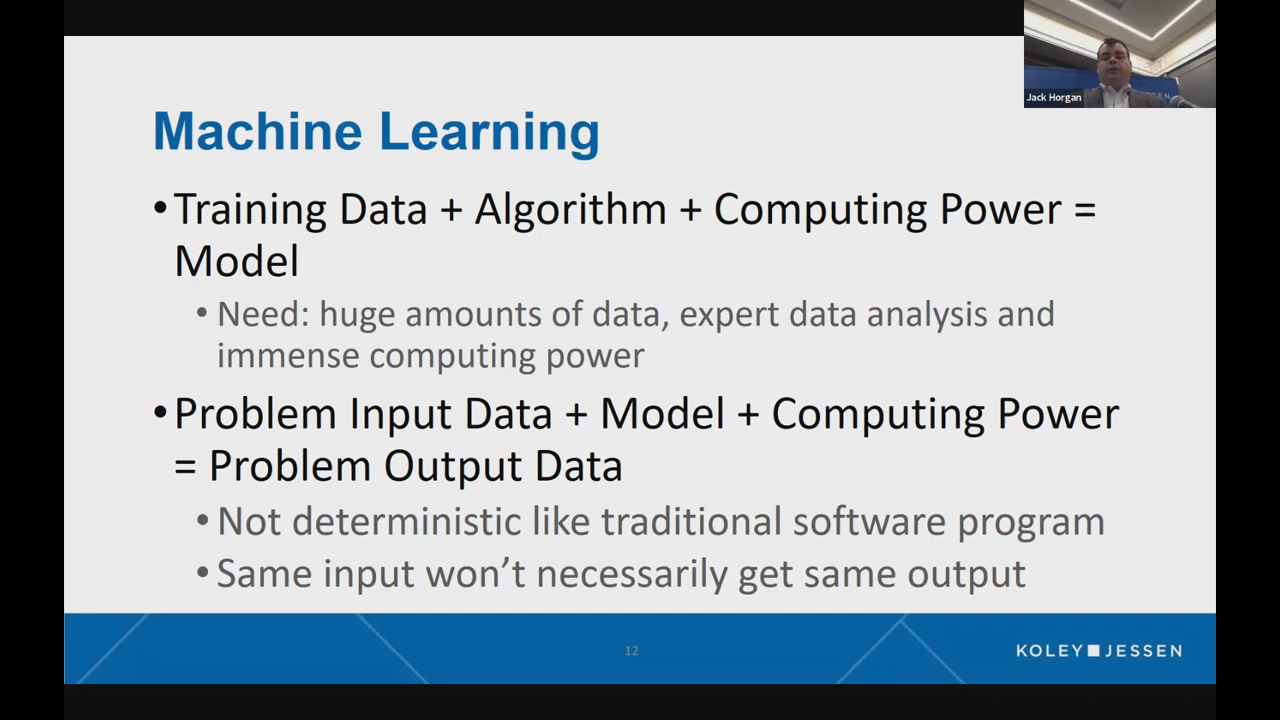 Jack Horgan
Machine Learning
•Training Data + Algorithm + Computing Power =
Model
•Need: huge amounts of data, expert data analysis and
immense computing power
•Problem Input Data + Model + Computing Power
= Problem Output Data
•Not deterministic like traditional software program
•Same input won’t necessarily get same output
12
KOLEY JESSEN